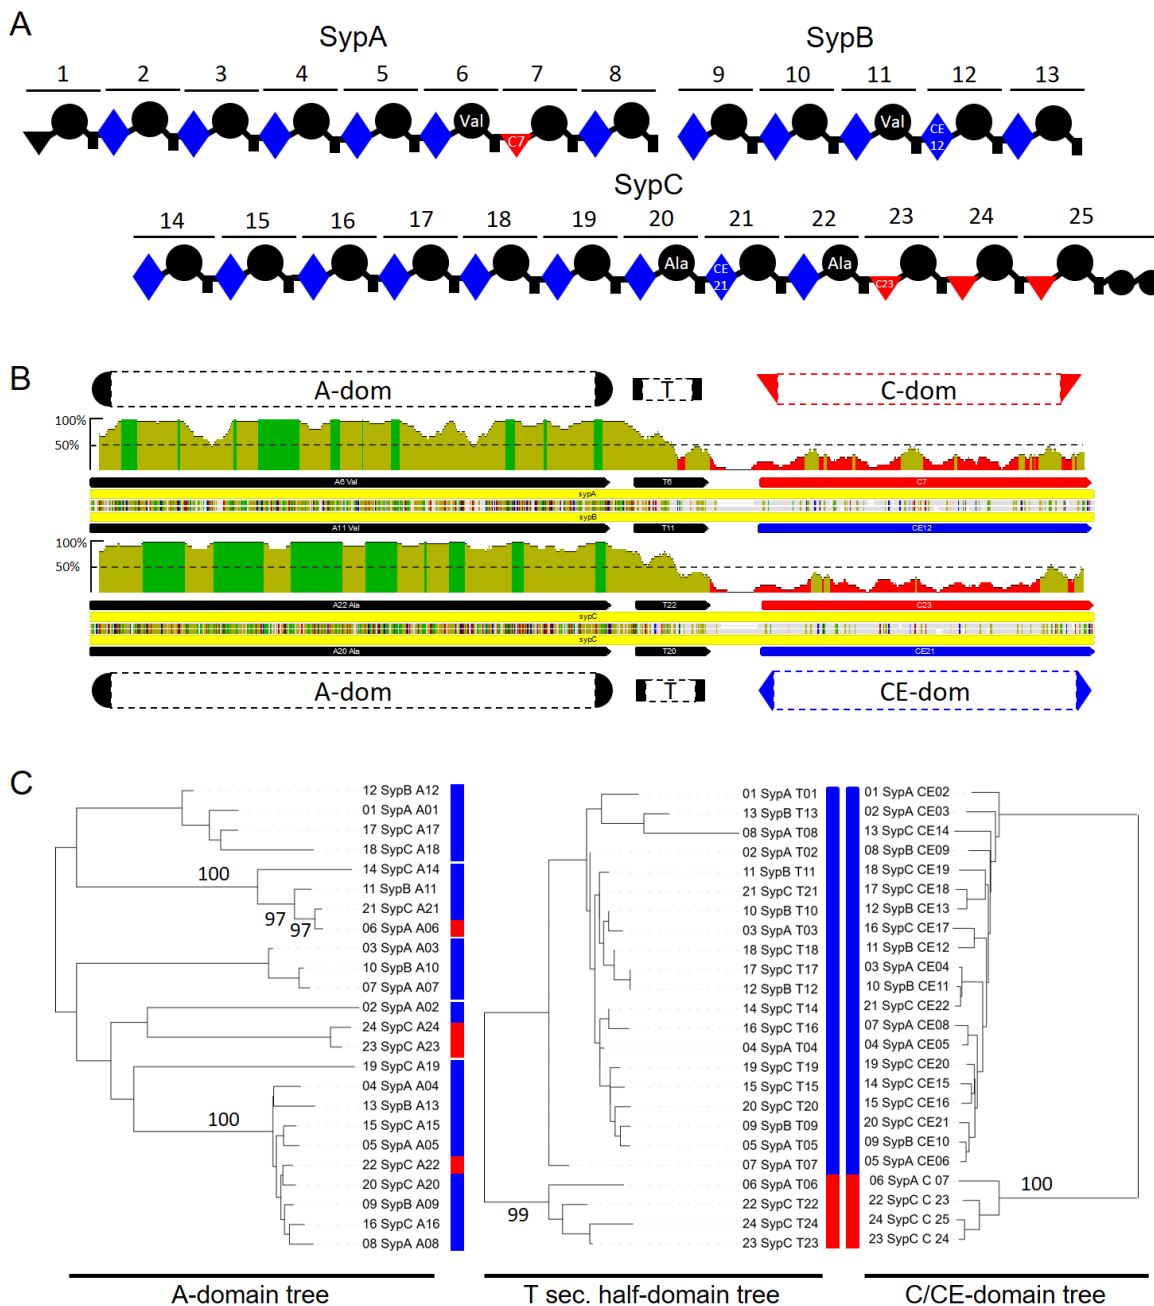 A
SypA
SypB
1 2 3 4 5 6 7 8 9 10 11 12 13
Val C7 Val CE 12
SypC
14 15 16 17 18 19 20 21 22 23 24 25
Ala CE 21 Ala C23
B
A-dom T C-dom
100%
50%
A6 Val T6 C7
sypA
sypB
A11 Val T11 CE12
100%
50%
A22 Ala T22 C23
sypC
sypC
A20 Ala T20 CE21
A-dom T CE-dom
C
12 SypB A12
01 SypA A01
17 SypC A17
18 SypC A18
100
14 SypC A14
11 SypB A11
21 SypC A21
97
97
06 SypA A06
03 SypA A03
10 SypB A10
07 SypA A07
02 SypA A02
24 SypC A24
23 SypC A23
19 SypC A19
04 SypA A04
100
13 SypB A13
15 SypC A15
05 SypA A05
22 SypC A22
20 SypC A20
09 SypB A09
16 SypC A16
08 SypA A08
A-domain tree
01 SypA T01
13 SypB T13
08 SypA T08
02 SypA T02
11 SypB T11
21 SypC T21
10 SypB T10
03 SypA T03
18 SypC T18
17 SypC T17
12 SypB T12
14 SypC T14
16 SypC T16
04 SypA T04
19 SypC T19
15 SypC T15
20 SypC T20
09 SypB T09
05 SypA T05
07 SypA T07
06 SypA T06
99
22 SypC T22
24 SypC T24
23 SypC T23
T sec. half-domain tree
01 SypA CE02
02 SypA CE03
13 SypC CE14
08 SypB CE09
18 SypC CE19
17 SypC CE18
12 SypB CE13
16 SypC CE17
11 SypB CE12
03 SypA CE04
10 SypB CE11
21 SypC CE22
07 SypA CE08
04 SypA CE05
19 SypC CE20
14 SypC CE15
15 SypC CE16
20 SypC CE21
09 SypB CE10
05 SypA CE06
06 SypA C 07
100
22 SypC C 23
24 SypC C 25
23 SypC C 24
C/CE-domain tree